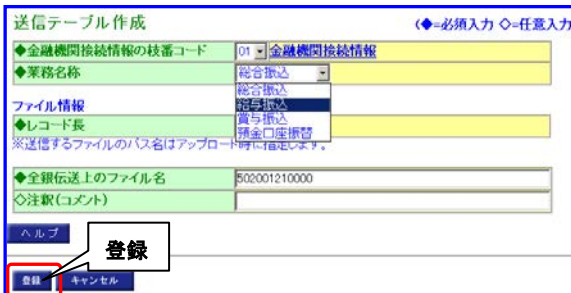 送信テーブル作成
(◆=必須入力 ◇=任意入力
◆金融機関接続情報の枝番コード
01 金融機関接続情報
◆業務名称
総合振込
総合振込
給与振込
賞与振込
預金口座振替
ファイル情報
◆レコード長
※送信するファイルのパス名はアップロード時に指定します。
◆全銀伝送上のファイル名
502001210000
◇注釈(コメント)
ヘルプ
登録
登録
キャンセル